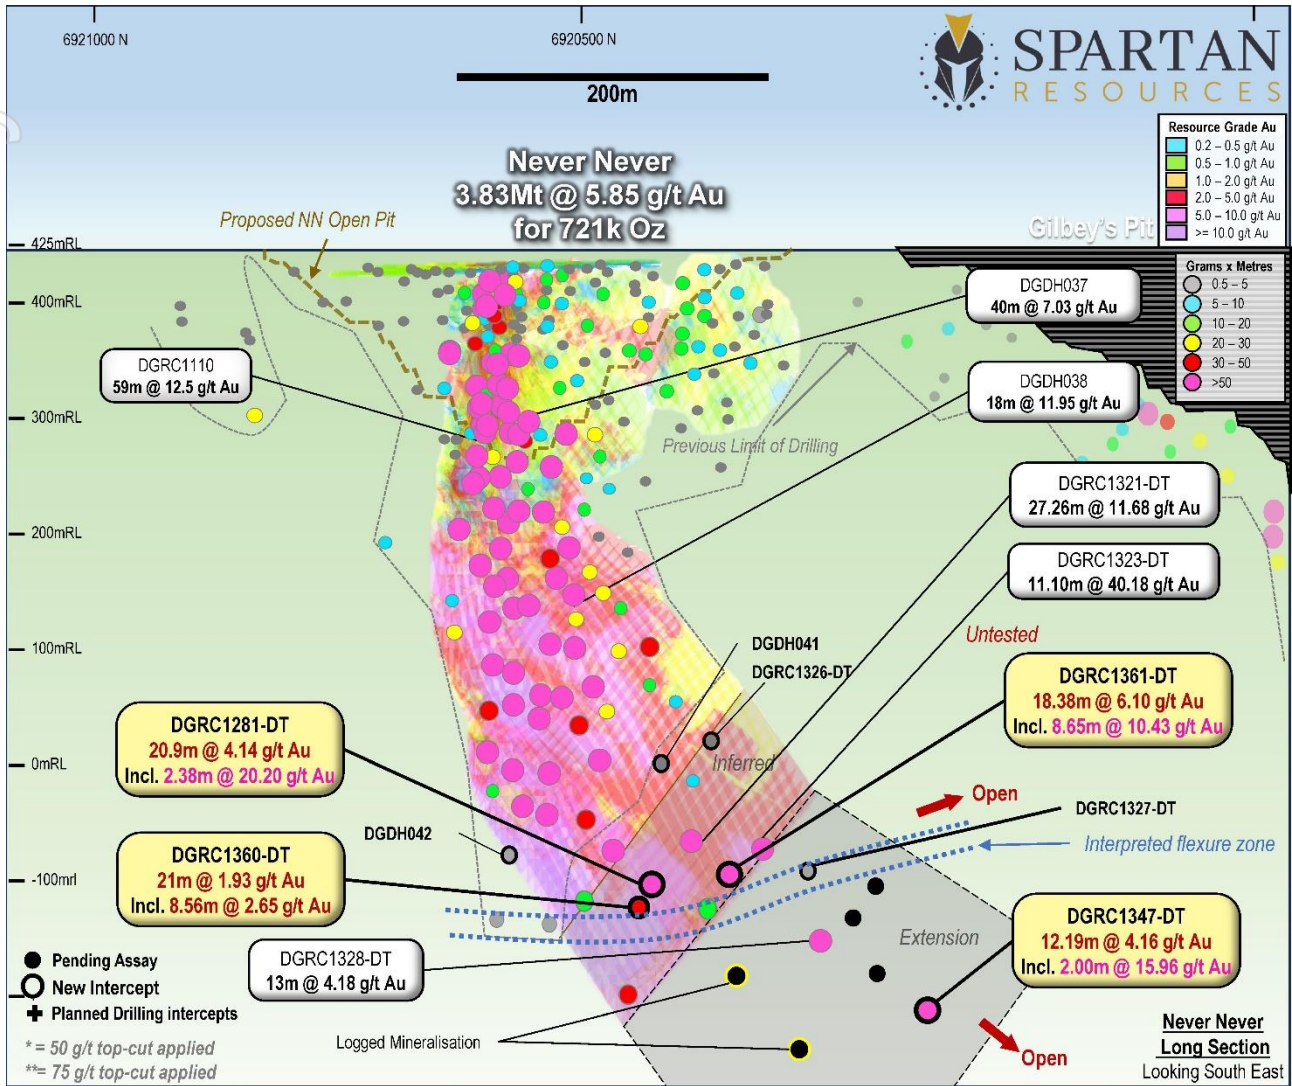 6921000 N
6920500 N
SPARTAN
RESOURCES
200m
Resource Grade Au
0.2 – 0.5 g/t Au
0.5 – 1.0 g/t Au
1.0 – 2.0 g/t Au
2.0 – 5.0 g/t Au
5.0 – 10.0 g/t Au
>= 10.0 g/t Au
Never Never
3.83Mt @ 5.85 g/t Au
for 721k Oz
Proposed NN Open Pit
Gilbey's Pit
425mRL
Grams x Metres
0.5 – 5
5 – 10
10 – 20
20 – 30
30 – 50
>50
DGDH037
40m @ 7.03 g/t Au
400mRL
DGRC1110
59m @ 12.5 g/t Au
DGDH038
18m @ 11.95 g/t Au
300mRL
Previous Limit of Drilling
DGRC1321-DT
27.26m @ 11.68 g/t Au
200mRL
DGRC1323-DT
11.10m @ 40.18 g/t Au
Untested
100mRL
DGDH041
DGRC1326-DT
DGRC1361-DT
18.38m @ 6.10 g/t Au
Incl. 8.65m @ 10.43 g/t Au
DGRC1281-DT
20.9m @ 4.14 g/t Au
Incl. 2.38m @ 20.20 g/t Au
0mRL
Inferred
Open
DGRC1327-DT
DGDH042
Interpreted flexure zone
DGRC1360-DT
21m @ 1.93 g/t Au
Incl. 8.56m @ 2.65 g/t Au
-100mrl
DGRC1347-DT
12.19m @ 4.16 g/t Au
Incl. 2.00m @ 15.96 g/t Au
Extension
DGRC1328-DT
13m @ 4.18 g/t Au
Pending Assay
New Intercept
Planned Drilling intercepts
* = 50 g/t top-cut applied
**= 75 g/t top-cut applied
Logged Mineralisation
Open
Never Never
Long Section
Looking South East